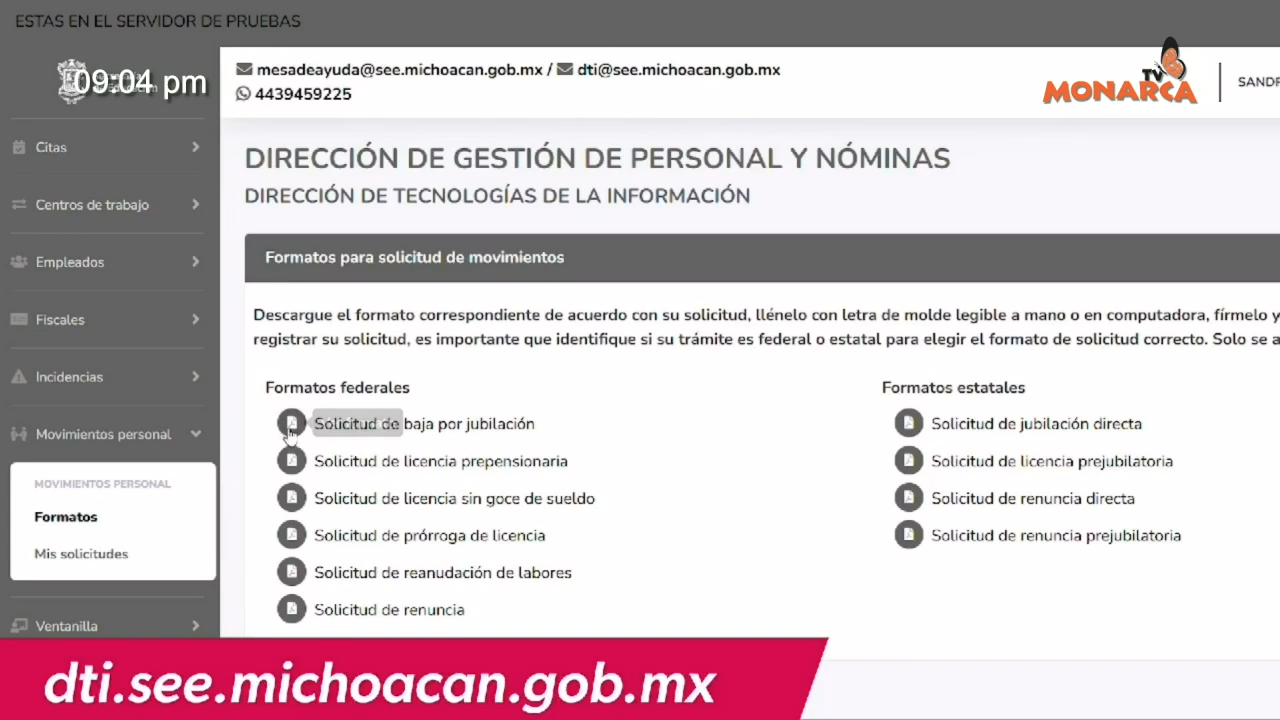 ESTAS EN EL SERVIDOR DE PRUEBAS
09:04 pm
mesadeayuda@see.michoacan.gob.mx / dti@see.michoacan.gob.mx
4439459225
TV
MONARCA
SANDR
Citas
Centros de trabajo
Empleados
Fiscales
Incidencias
Movimientos personal
MOVIMIENTOS PERSONAL
Formatos
Mis solicitudes
Ventanilla
DIRECCIÓN DE GESTIÓN DE PERSONAL Y NÓMINAS
DIRECCIÓN DE TECNOLOGÍAS DE LA INFORMACIÓN
Formatos para solicitud de movimientos
Descargue el formato correspondiente de acuerdo con su solicitud, llénelo con letra de molde legible a mano o en computadora, fírmelo y
registrar su solicitud, es importante que identifique si su trámite es federal o estatal para elegir el formato de solicitud correcto. Solo se a
Formatos federales
Solicitud de baja por jubilación
Solicitud de licencia prepensionaria
Solicitud de licencia sin goce de sueldo
Solicitud de prórroga de licencia
Solicitud de reanudación de labores
Solicitud de renuncia
Formatos estatales
Solicitud de jubilación directa
Solicitud de licencia prejubilatoria
Solicitud de renuncia directa
Solicitud de renuncia prejubilatoria
dti.see.michoacan.gob.mx